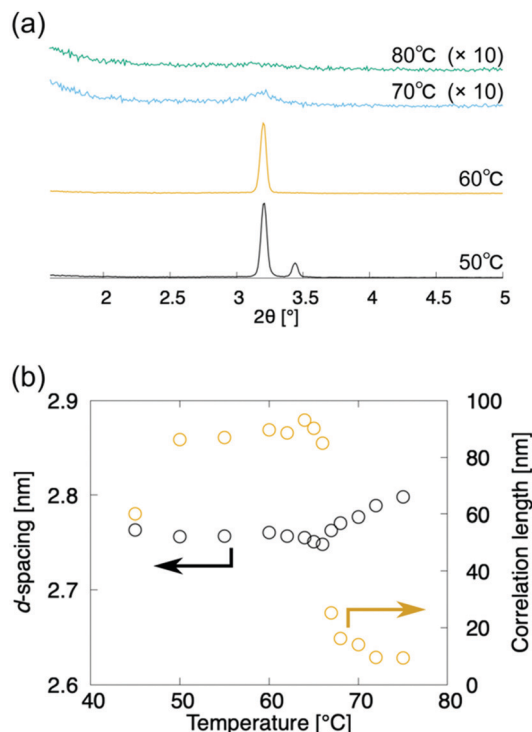 (a)
80°C (× 10)
70°C (× 10)
60°C
50°C
2 2.5 3 3.5 4 4.5 5
2θ [°]
(b)
2.9 100
80
2.8
60
40
2.7
20
2.6 0
40 50 60 70 80
d-spacing [nm]
Correlation length [nm]
Temperature [°C]